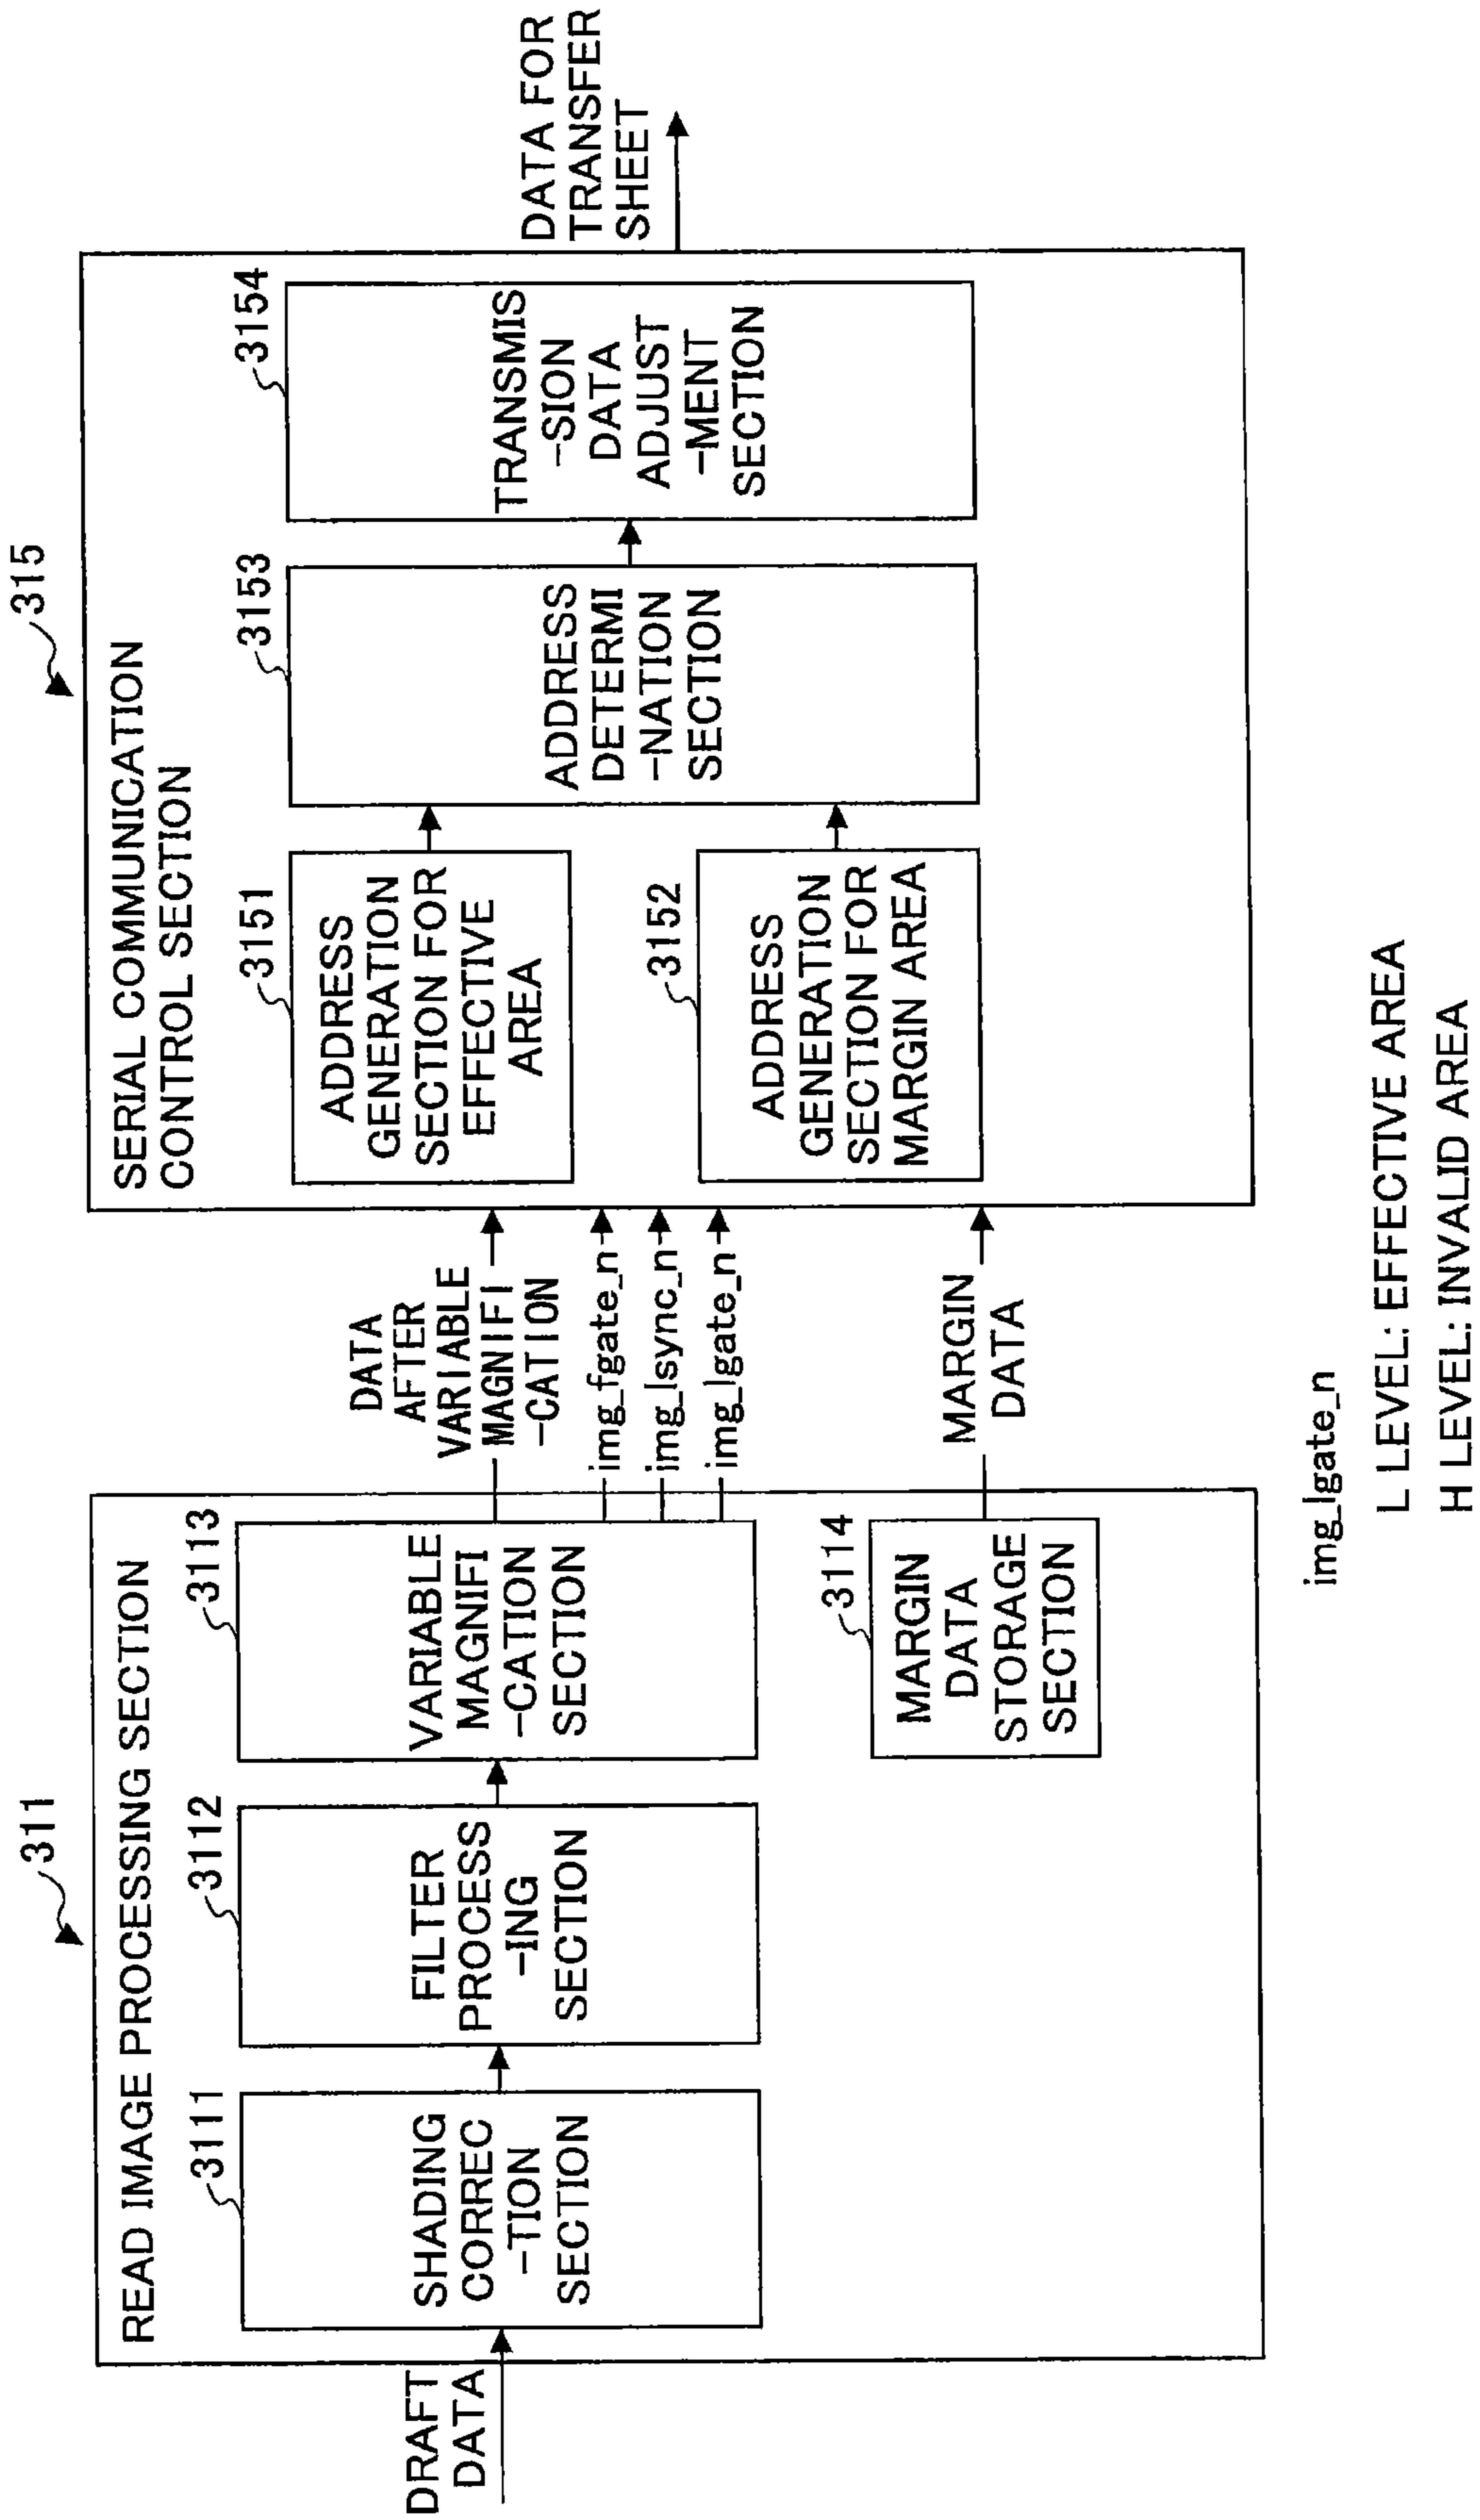 311
READ IMAGE PROCESSING SECTION
DRAFT
DATA
3111
SHADING
CORREC
-TION
SECTION
3112
FILTER
PROCESS
-ING
SECTION
3113
VARIABLE
MAGNIFI
-CATION
SECTION
3114
MARGIN
DATA
STORAGE
SECTION
DATA
AFTER
VARIABLE
MAGNIFI
-CATION
img_fgate_n
img_lsync_n
img_lgate_n
MARGIN
DATA
315
SERIAL COMMUNICATION
CONTROL SECTION
3151
ADDRESS
GENERATION
SECTION FOR
EFFECTIVE
AREA
3152
ADDRESS
GENERATION
SECTION FOR
MARGIN AREA
3153
ADDRESS
DETERMI
-NATION
SECTION
3154
TRANSMIS
-SION
DATA
ADJUST
-MENT
SECTION
DATA FOR
TRANSFER
SHEET
img_lgate_n
L LEVEL: EFFECTIVE AREA
H LEVEL: INVALID AREA